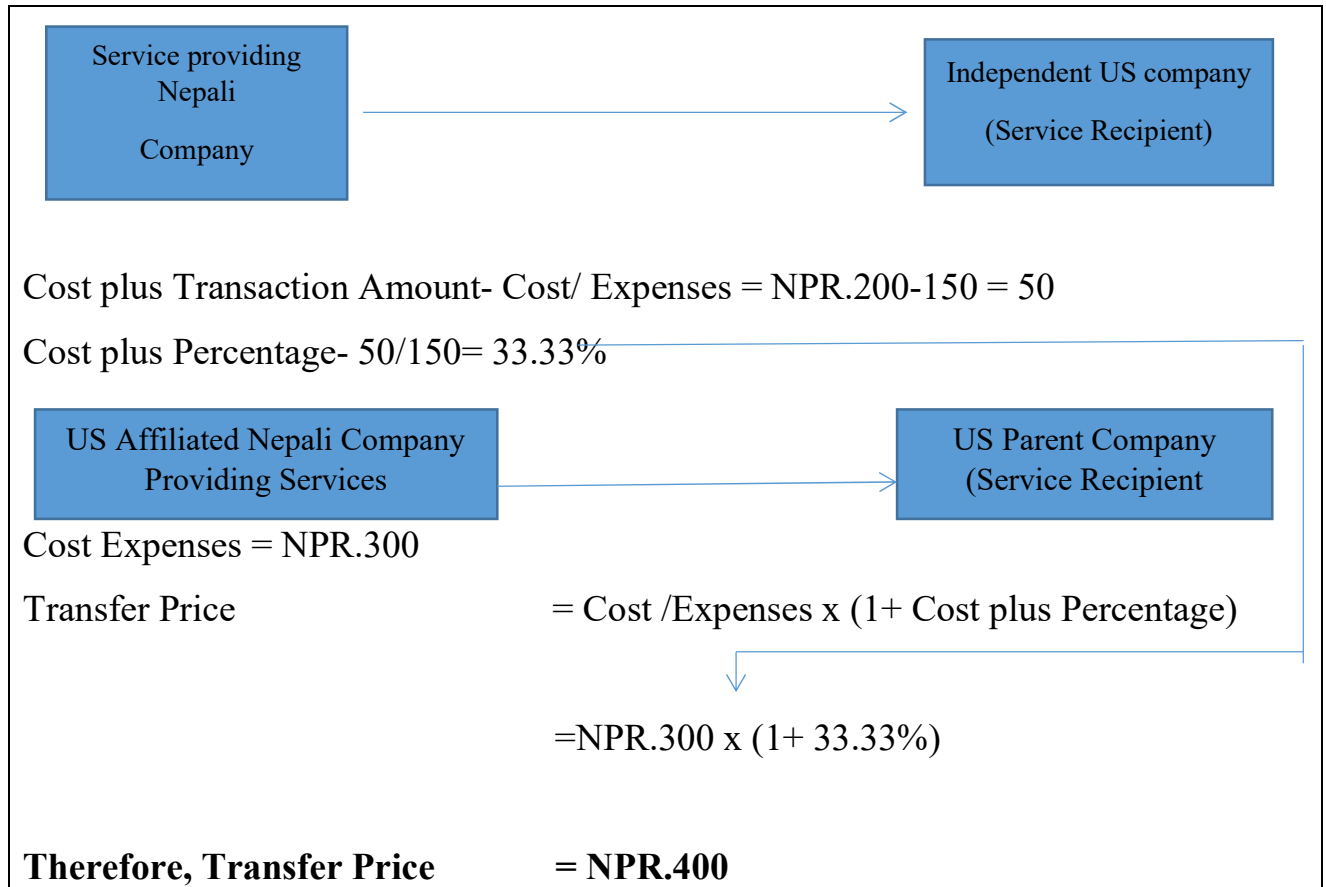 Service providing
Nepali
Company
Independent US company
(Service Recipient)
Cost plus Transaction Amount- Cost/ Expenses = NPR.200-150 = 50
Cost plus Percentage- 50/150= 33.33%
US Affiliated Nepali Company
Providing Services
US Parent Company
(Service Recipient
Cost Expenses = NPR.300
Transfer Price = Cost /Expenses x (1+ Cost plus Percentage)
=NPR.300 x (1+ 33.33%)
Therefore, Transfer Price = NPR.400